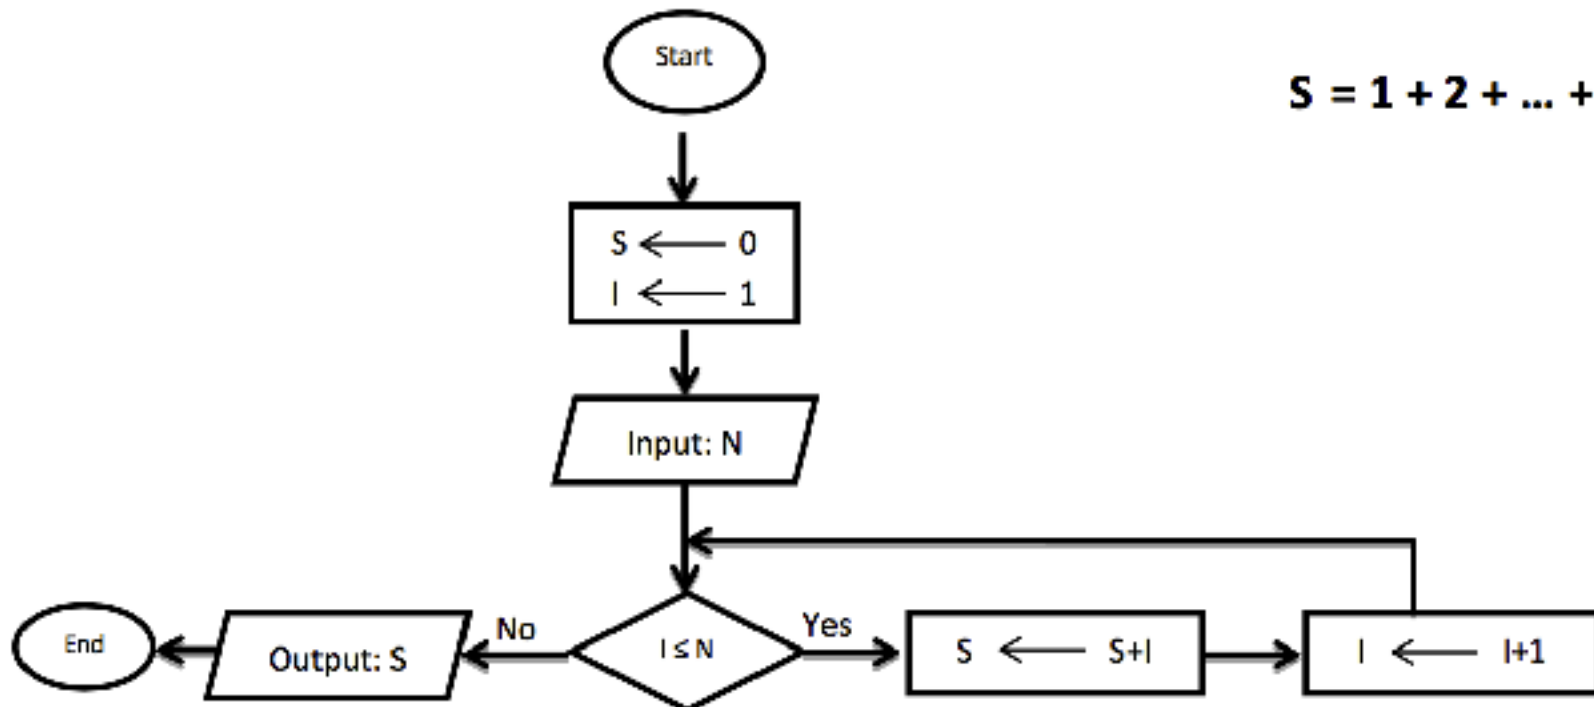 Start
S = 1 + 2 + ... +
S ← 0
I ← 1
Input: N
I ≤ N
Yes
S ← S+I
I ← I+1
No
Output: S
End